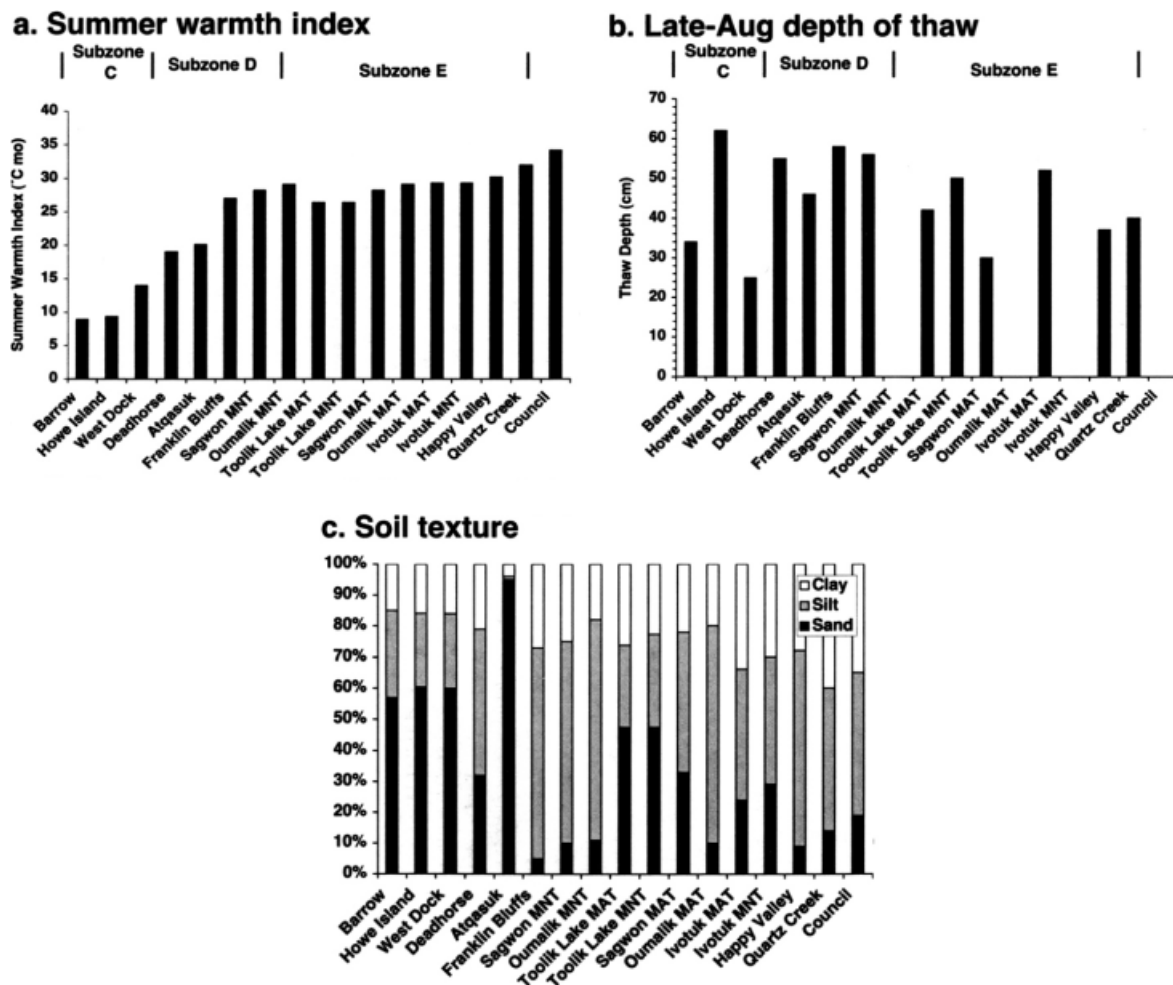 a. Summer warmth index
Subzone
C
Subzone D
Subzone E
Summer Warmth Index (˚C mo)
40
35
30
25
20
15
10
5
0
Barrow
Howe Island
West Dock
Deadhorse
Atqasuk
Franklin Bluffs
Sagwon MNT
Oumalik MNT
Toolik Lake MAT
Toolik Lake MNT
Sagwon MAT
Oumalik MAT
Ivotuk MAT
Ivotuk MNT
Happy Valley
Quartz Creek
Council
b. Late-Aug depth of thaw
Subzone
C
Subzone D
Subzone E
Thaw Depth (cm)
70
60
50
40
30
20
10
0
Barrow
Howe Island
West Dock
Deadhorse
Atqasuk
Franklin Bluffs
Sagwon MNT
Oumalik MNT
Toolik Lake MAT
Toolik Lake MNT
Sagwon MAT
Oumalik MAT
Ivotuk MAT
Ivotuk MNT
Happy Valley
Quartz Creek
Council
c. Soil texture
100%
90%
80%
70%
60%
50%
40%
30%
20%
10%
0%
Clay
Silt
Sand
Barrow
Howe Island
West Dock
Deadhorse
Atqasuk
Franklin Bluffs
Sagwon MNT
Oumalik MNT
Toolik Lake MAT
Toolik Lake MNT
Sagwon MAT
Oumalik MAT
Ivotuk MAT
Ivotuk MNT
Happy Valley
Quartz Creek
Council